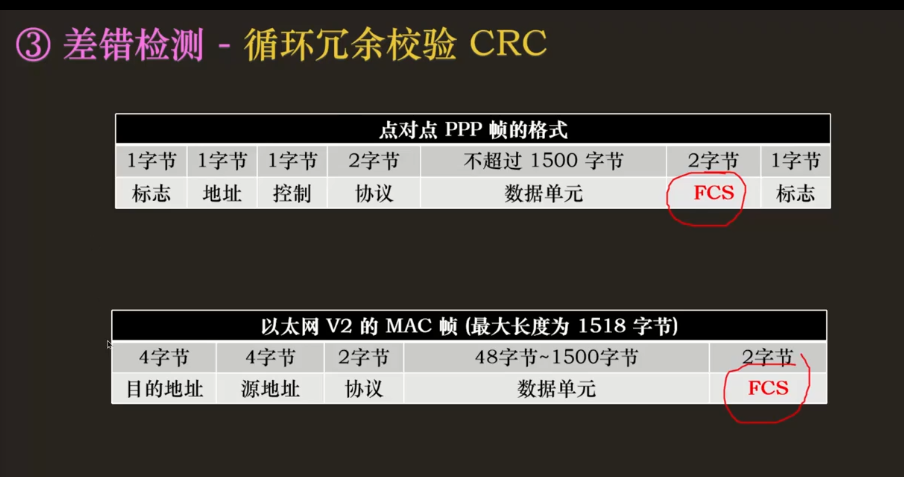 ③ 差错检测 - 循环冗余校验 CRC
点对点 PPP 帧的格式
1字节 1字节 1字节 2字节 不超过 1500 字节 2字节 1字节
标志 地址 控制 协议 数据单元 FCS 标志
以太网 V2 的 MAC 帧 (最大长度为 1518 字节)
4字节 4字节 2字节 48字节~1500字节 2字节
目的地址 源地址 协议 数据单元 FCS